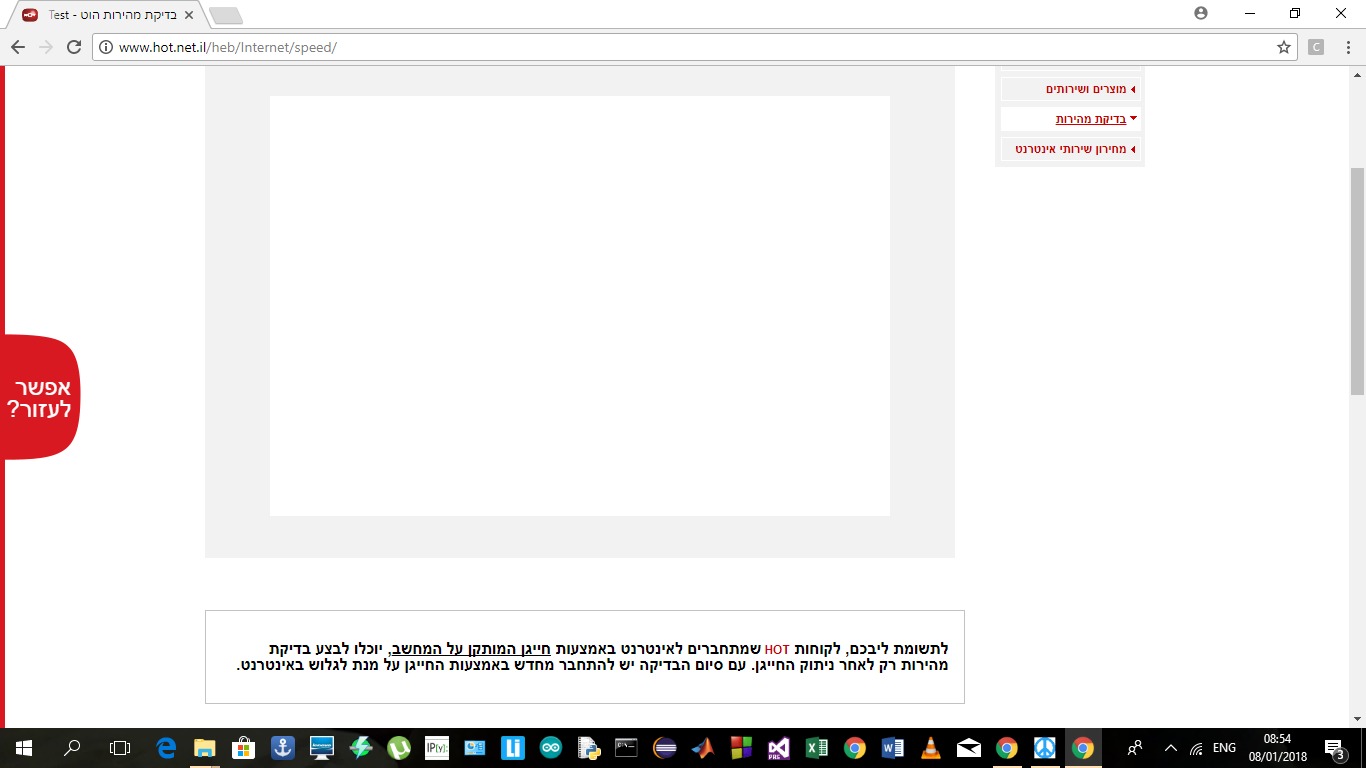 בדיקת מהירות הוט - Test
www.hot.net.il/heb/Internet/speed/
C
מוצרים ושירותים
בדיקת מהירות
מחירון שירותי אינטרנט
אפשר
לעזור?
לתשומת ליבכם, לקוחות HOT שמתחברים לאינטרנט באמצעות חייגן המותקן על המחשב, יוכלו לבצע בדיקת
מהירות רק לאחר ניתוק החייגן. עם סיום הבדיקה יש להתחבר מחדש באמצעות החייגן על מנת לגלוש באינטרנט.
IP(y):
Li
ENG
08:54
08/01/2018
3